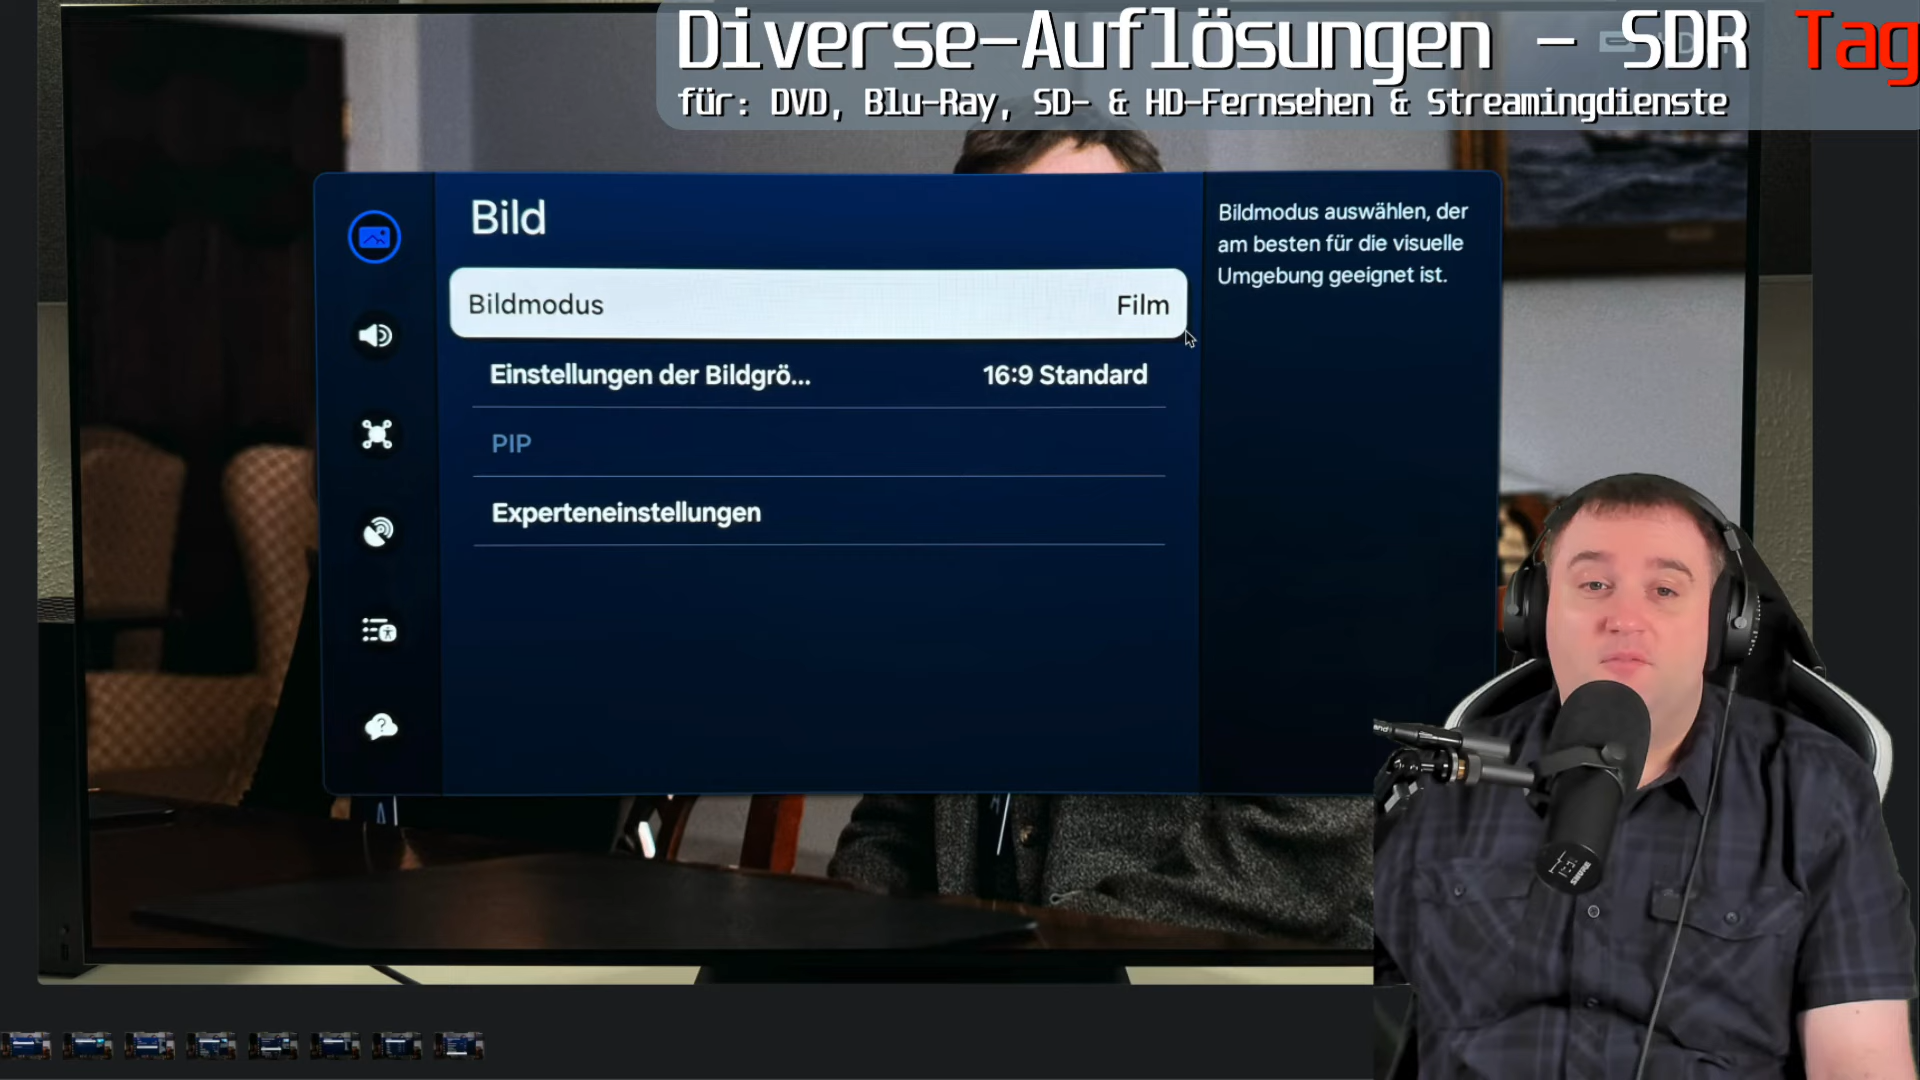 Diverse-Auflösungen - SDR Tag
für: DVD, Blu-Ray, SD- & HD-Fernsehen & Streamingdienste
Bild
Bildmodus auswählen, der
am besten für die visuelle
Umgebung geeignet ist.
Bildmodus Film
Einstellungen der Bildgrö... 16:9 Standard
PIP
Experteneinstellungen